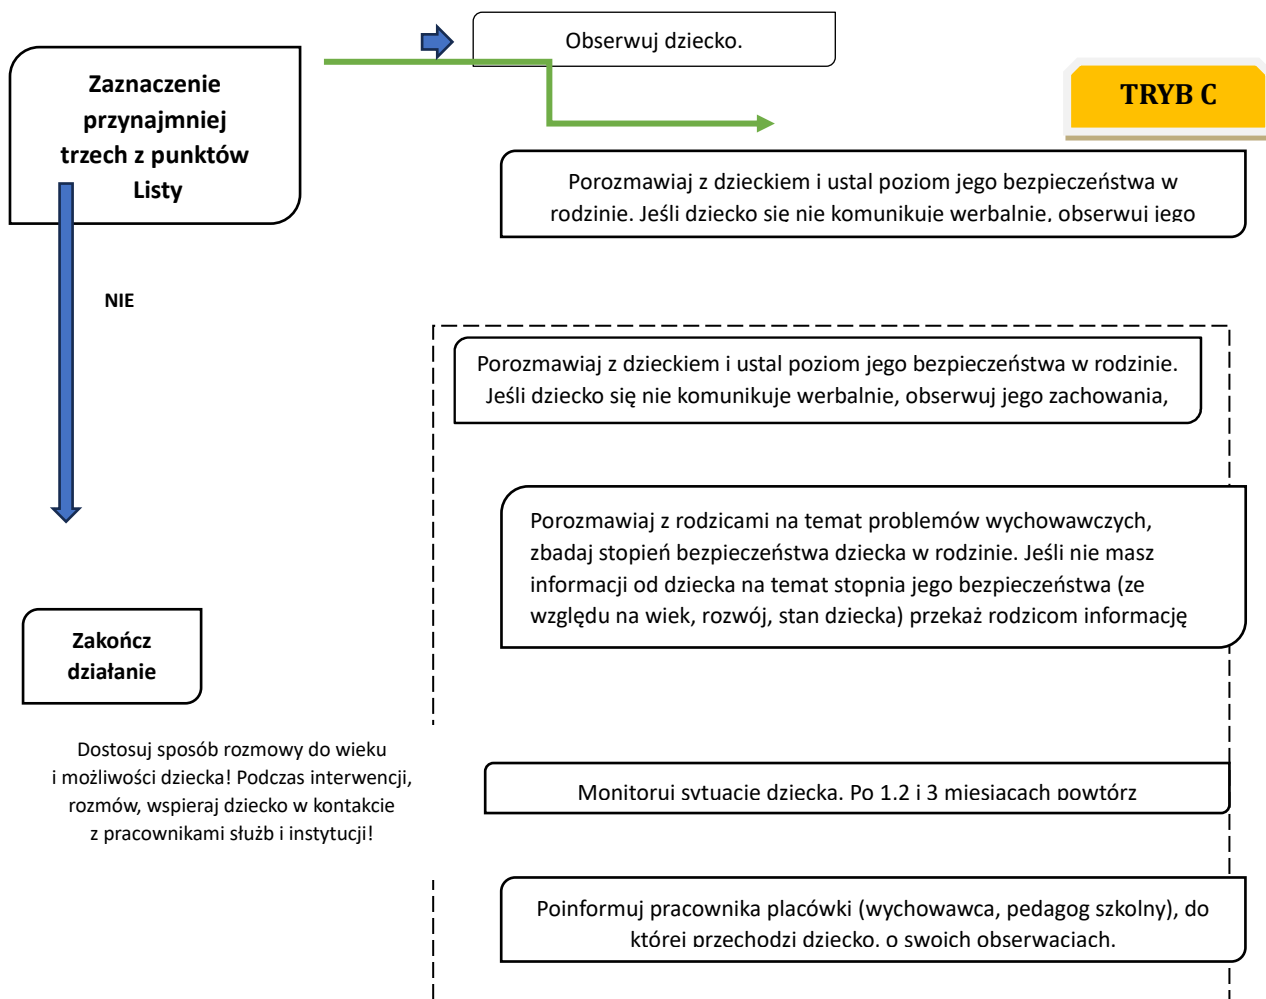 Obserwuj dziecko.
Zaznaczenie
przynajmniej
trzech z punktów
Listy
TRYB C
Porozmawiaj z dzieckiem i ustal poziom jego bezpieczeństwa w
rodzinie. Jeśli dziecko się nie komunikuje werbalnie, obserwuj jego
NIE
Porozmawiaj z dzieckiem i ustal poziom jego bezpieczeństwa w rodzinie.
Jeśli dziecko się nie komunikuje werbalnie, obserwuj jego zachowania,
Porozmawiaj z rodzicami na temat problemów wychowawczych,
zbadaj stopień bezpieczeństwa dziecka w rodzinie. Jeśli nie masz
informacji od dziecka na temat stopnia jego bezpieczeństwa (ze
względu na wiek, rozwój, stan dziecka) przekaż rodzicom informację
Zakończ
działanie
Dostosuj sposób rozmowy do wieku
i możliwości dziecka! Podczas interwencji,
rozmów, wspieraj dziecko w kontakcie
z pracownikami służb i instytucji!
Monitoruj sytuację dziecka. Po 1,2 i 3 miesiącach powtórz
Poinformuj pracownika placówki (wychowawca, pedagog szkolny), do
której przechodzi dziecko, o swoich obserwacjach.